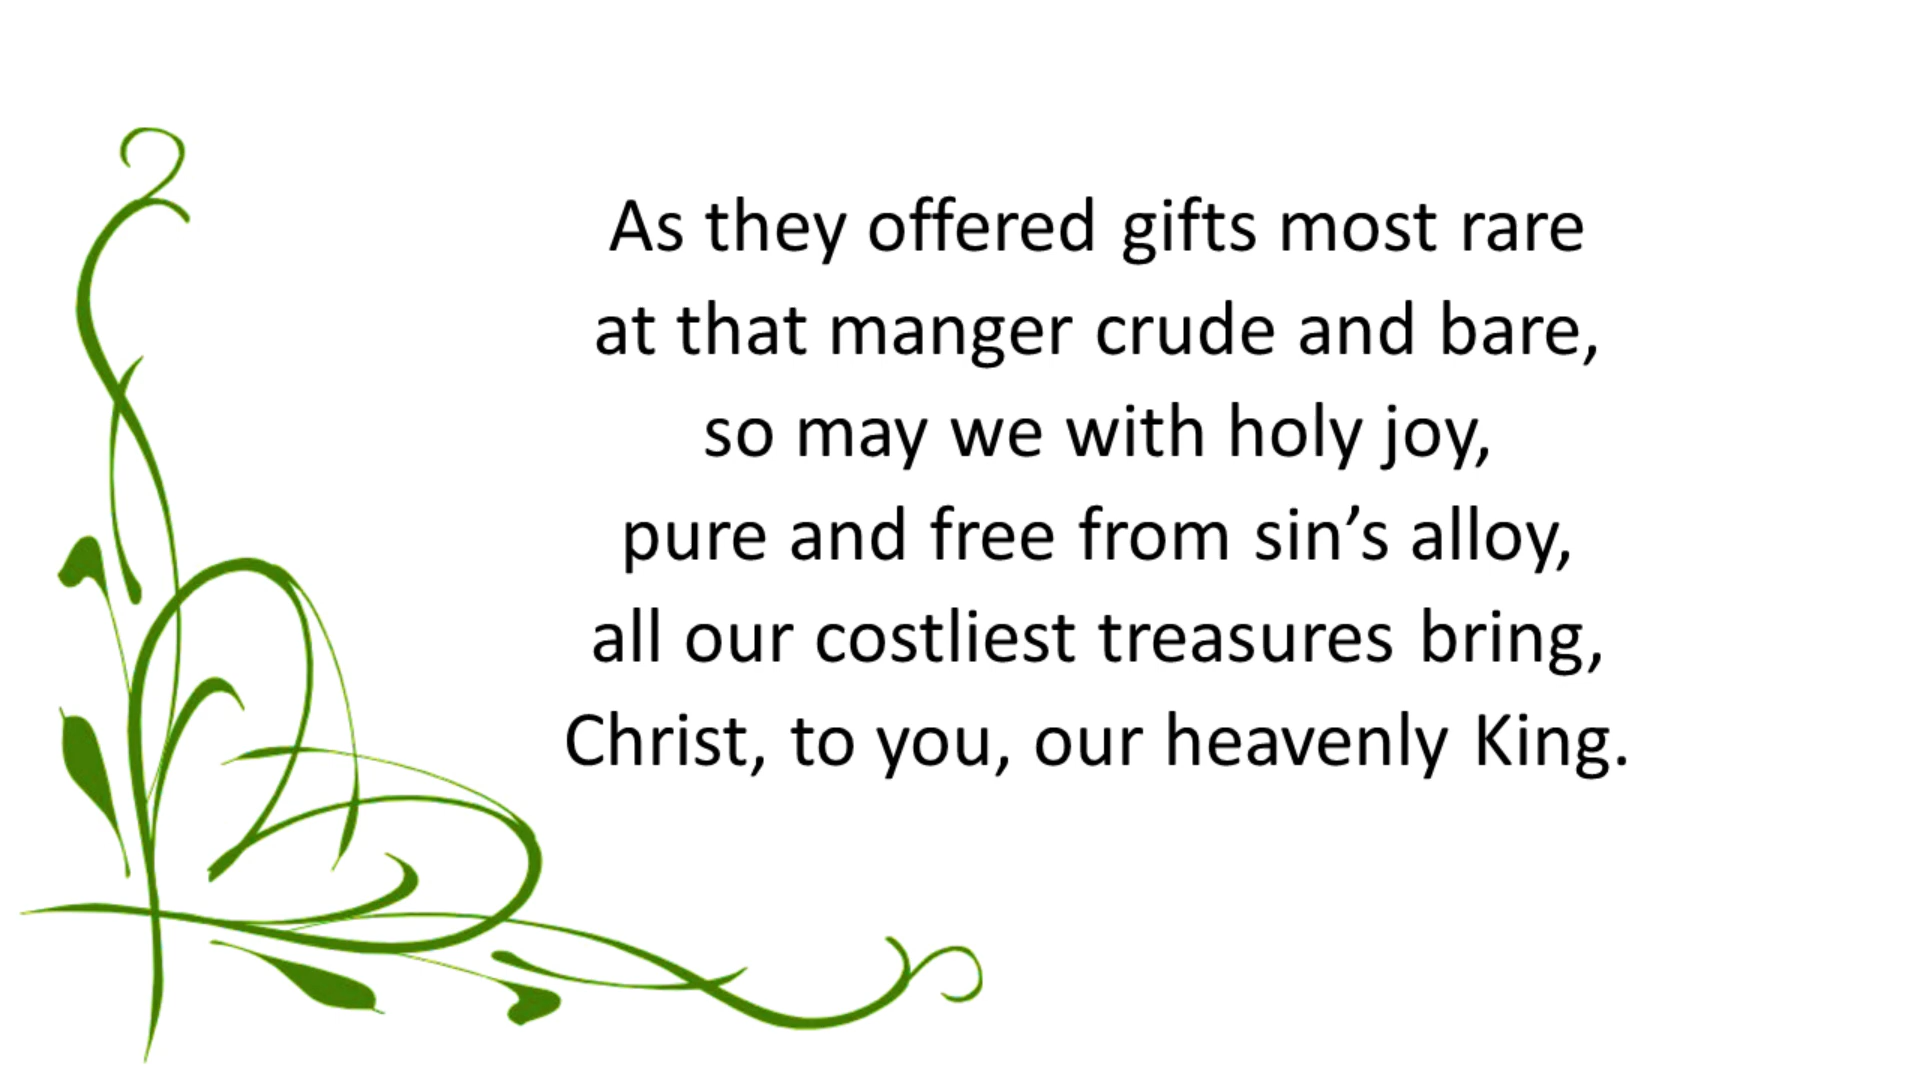 As they offered gifts most rare
at that manger crude and bare,
so may we with holy joy,
pure and free from sin’s alloy,
all our costliest treasures bring,
Christ, to you, our heavenly King.